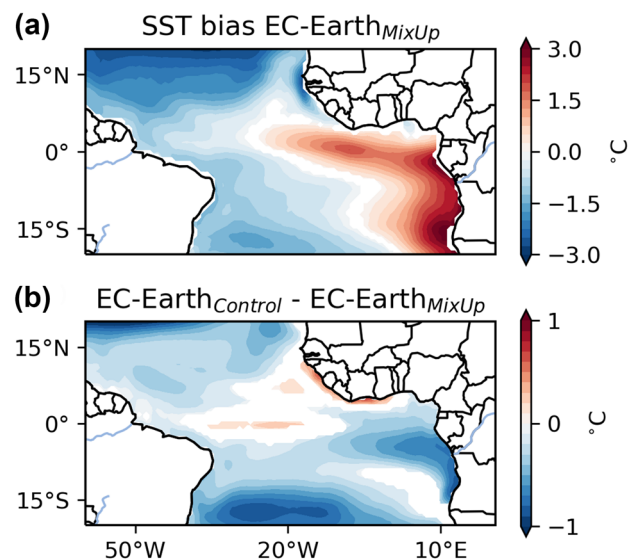 (a) SST bias EC-Earth_MixUp
3.0
15°N
1.5
0°
0.0
°C
−1.5
15°S
−3.0
(b) EC-Earth_Control - EC-Earth_MixUp
1
15°N
0°
0
°C
15°S
−1
50°W 20°W 10°E